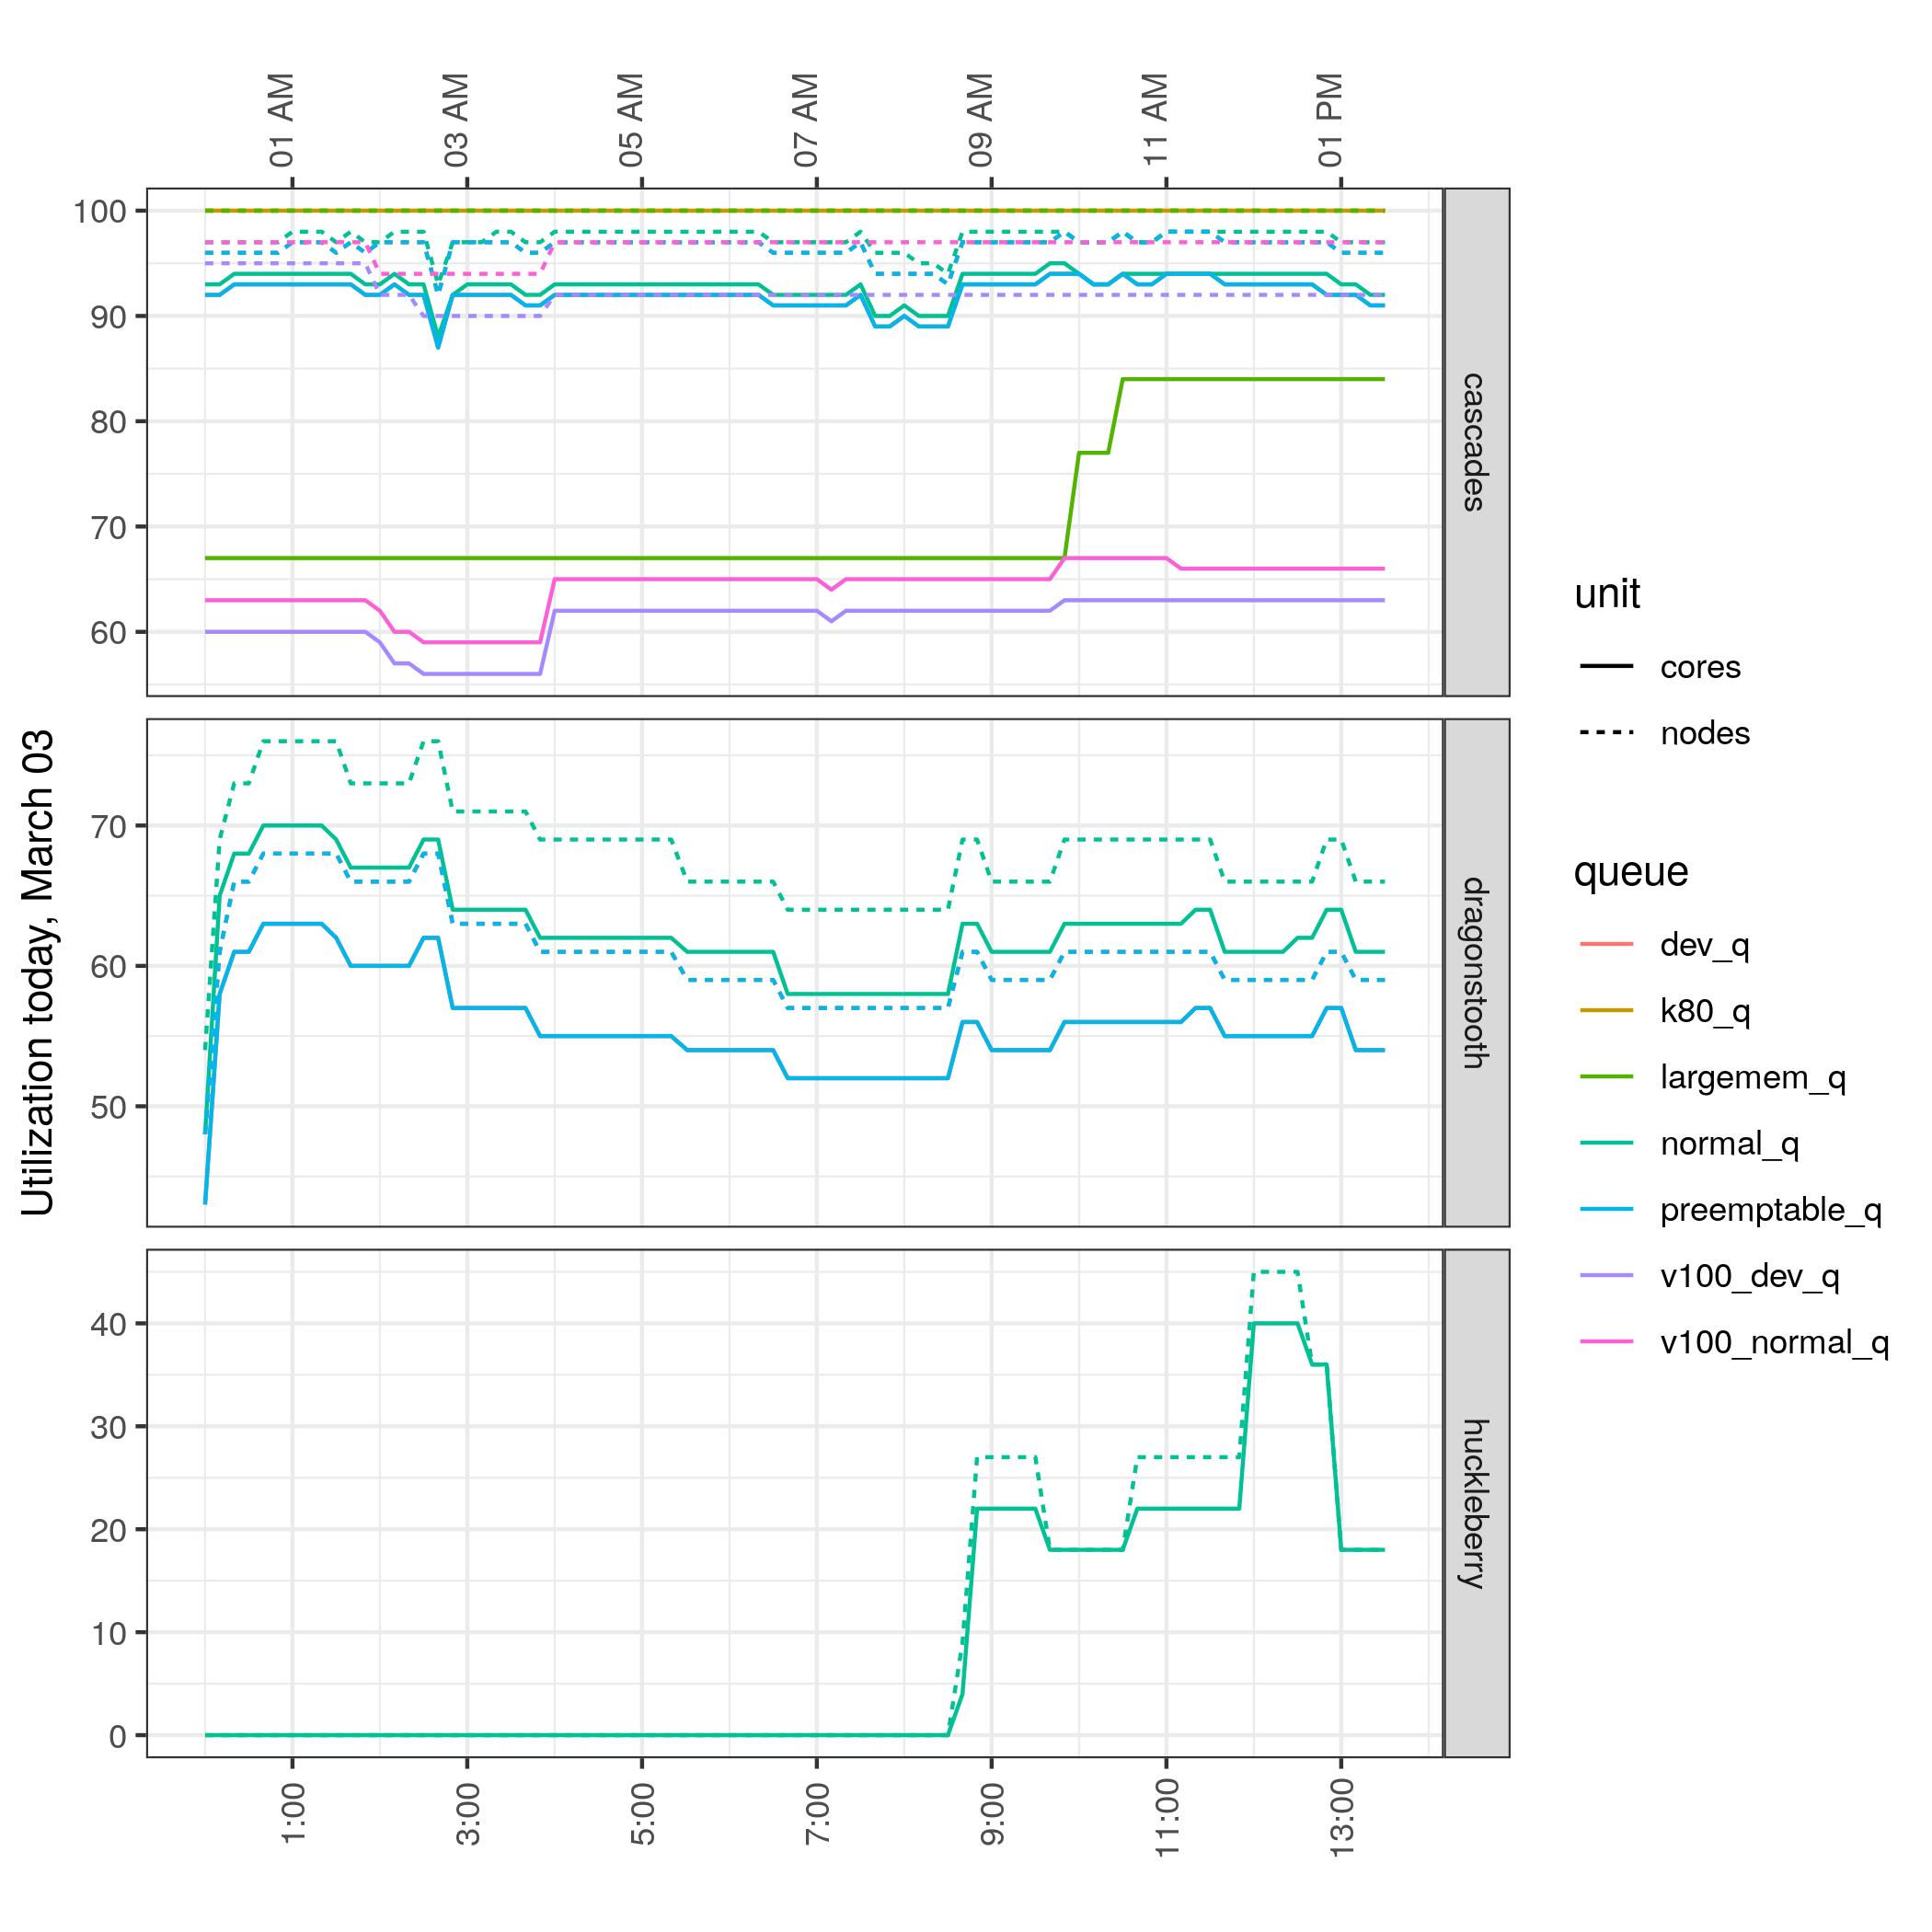 01 AM
03 AM
05 AM
07 AM
09 AM
11 AM
01 PM
Utilization today, March 03
100
90
80
70
60
cascades
70
60
50
dragonstooth
40
30
20
10
0
huckleberry
1:00
3:00
5:00
7:00
9:00
11:00
13:00
unit
cores
nodes
queue
dev_q
k80_q
largemem_q
normal_q
preemptable_q
v100_dev_q
v100_normal_q